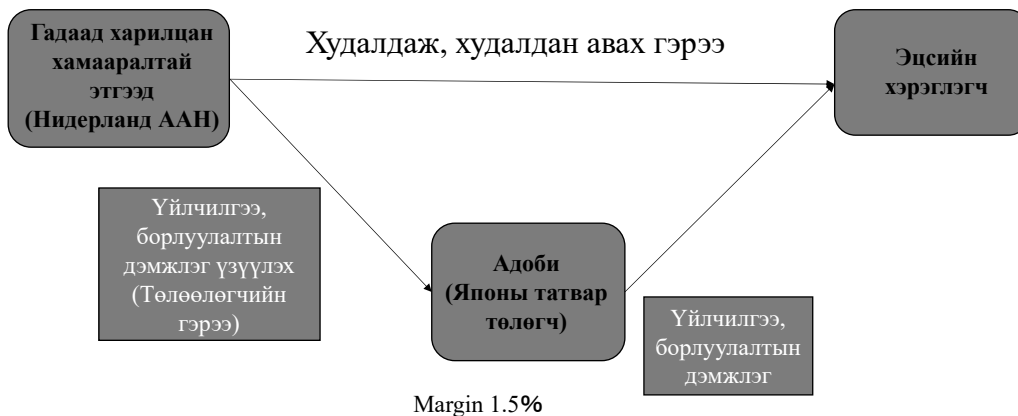 Гадаад харилцан
хамааралтай
этгээд
(Нидерланд ААН)
Худалдаж, худалдан авах гэрээ
Эцсийн
хэрэглэгч
Үйлчилгээ,
борлуулалтын
дэмжлэг үзүүлэх
(Төлөөлөгчийн
гэрээ)
Адоби
(Японы татвар
төлөгч)
Үйлчилгээ,
борлуулалтын
дэмжлэг
Margin 1.5%